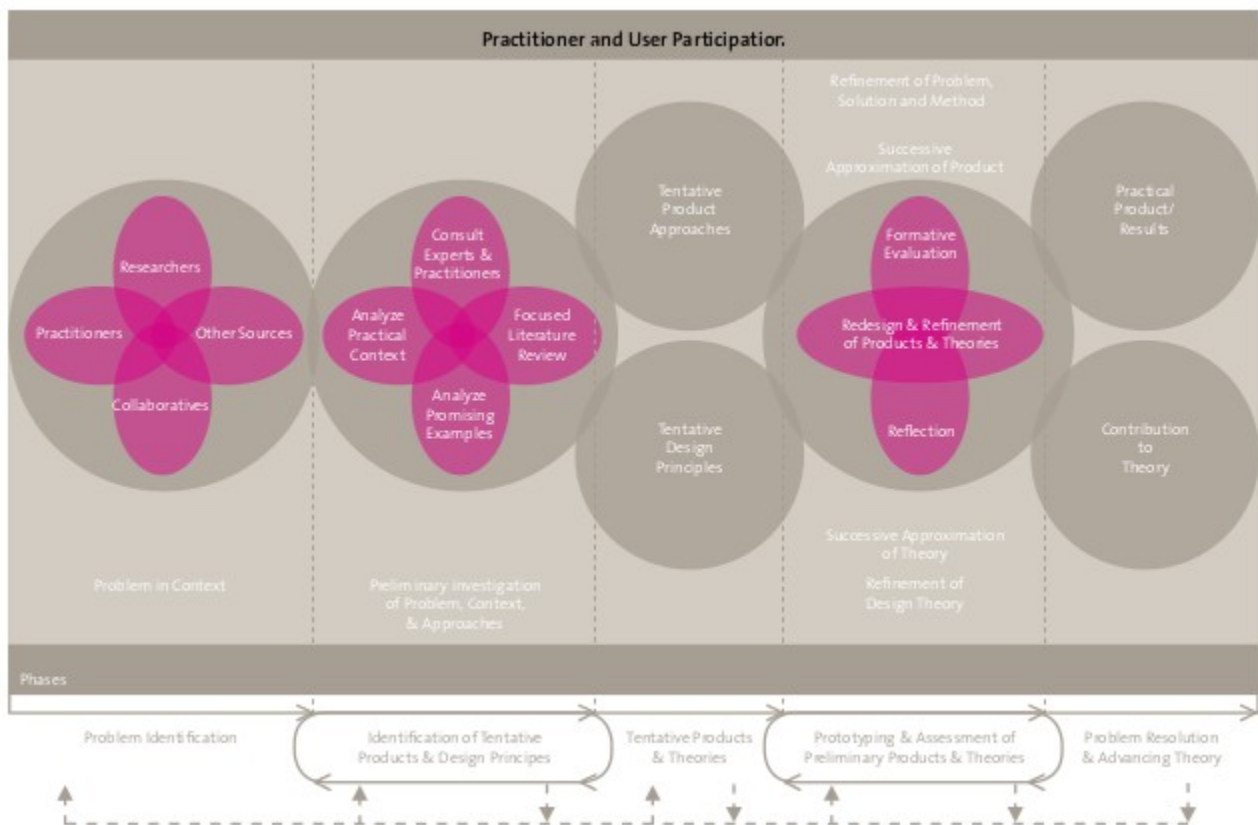 Practitioner and User Participation
Refinement of Problem,
Solution and Method
Successive
Approximation of Product
Researchers
Practitioners
Other Sources
Collaboratives
Consult
Experts &
Practitioners
Analyze
Practical
Context
Focused
Literature
Review
Analyze
Promising
Examples
Tentative
Product
Approaches
Tentative
Design
Principles
Formative
Evaluation
Redesign & Refinement
of Products & Theories
Reflection
Practical
Product/
Results
Contribution
to
Theory
Problem in Context
Preliminary investigation
of Problem, Context,
& Approaches
Successive Approximation
of Theory
Refinement of
Design Theory
Phases
Problem Identification
Identification of Tentative
Products & Design Principes
Tentative Products
& Theories
Prototyping & Assessment of
Preliminary Products & Theories
Problem Resolution
& Advancing Theory